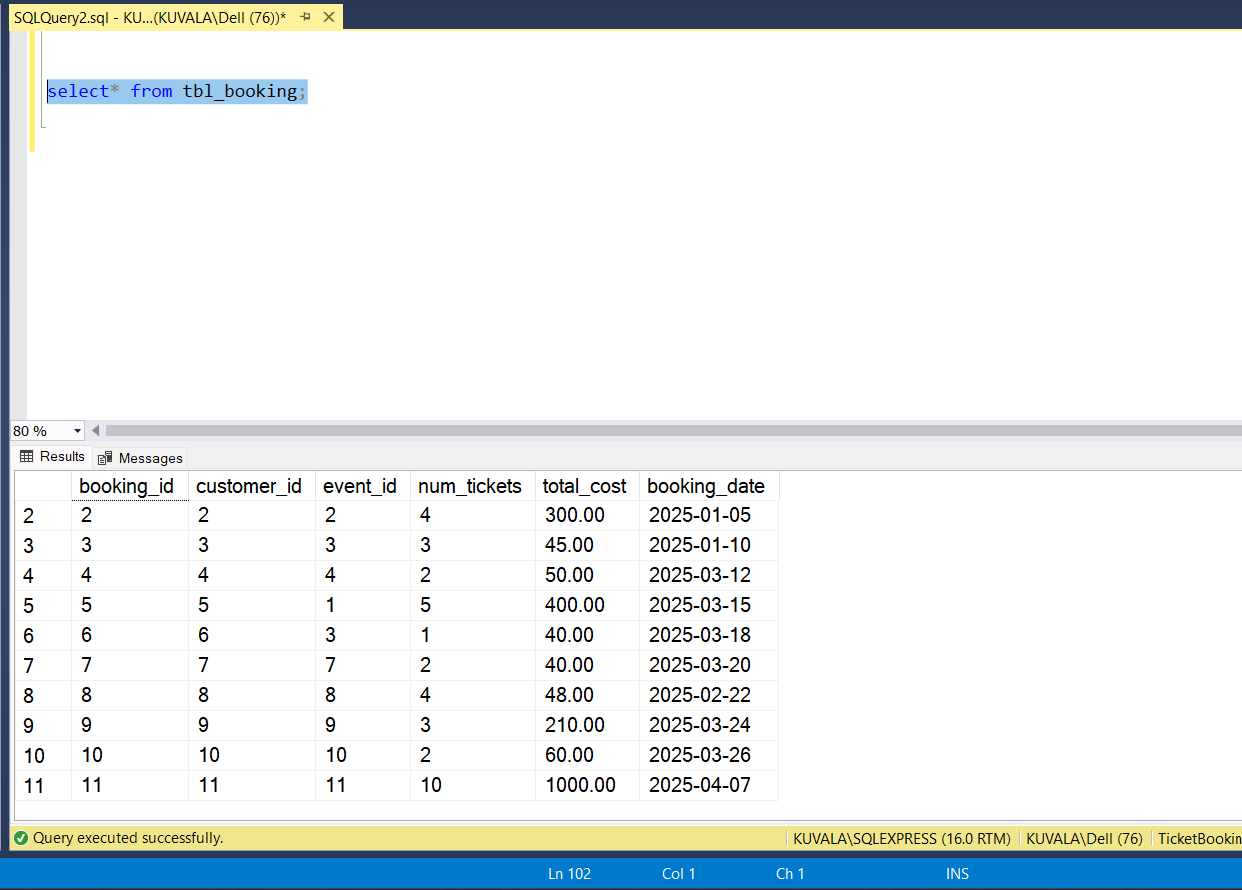 SQLQuery2.sql - KU...(KUVALA\Dell (76))*
select* from tbl_booking;
80 %
Results Messages
booking_id customer_id event_id num_tickets total_cost booking_date
2 2 2 2 4 300.00 2025-01-05
3 3 3 3 3 45.00 2025-01-10
4 4 4 4 2 50.00 2025-03-12
5 5 5 1 5 400.00 2025-03-15
6 6 6 3 1 40.00 2025-03-18
7 7 7 7 2 40.00 2025-03-20
8 8 8 8 4 48.00 2025-02-22
9 9 9 9 3 210.00 2025-03-24
10 10 10 10 2 60.00 2025-03-26
11 11 11 11 10 1000.00 2025-04-07
Query executed successfully. KUVALA\SQLEXPRESS (16.0 RTM) KUVALA\Dell (76) TicketBookin
Ln 102 Col 1 Ch 1 INS